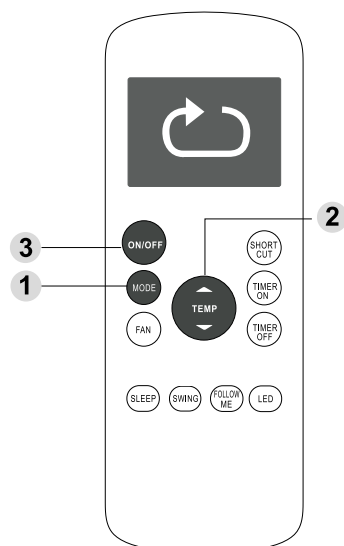 2
3
ON/OFF
SHORT
CUT
1
MODE
TEMP
TIMER
ON
FAN
TIMER
OFF
SLEEP
SWING
FOLLOW
ME
LED